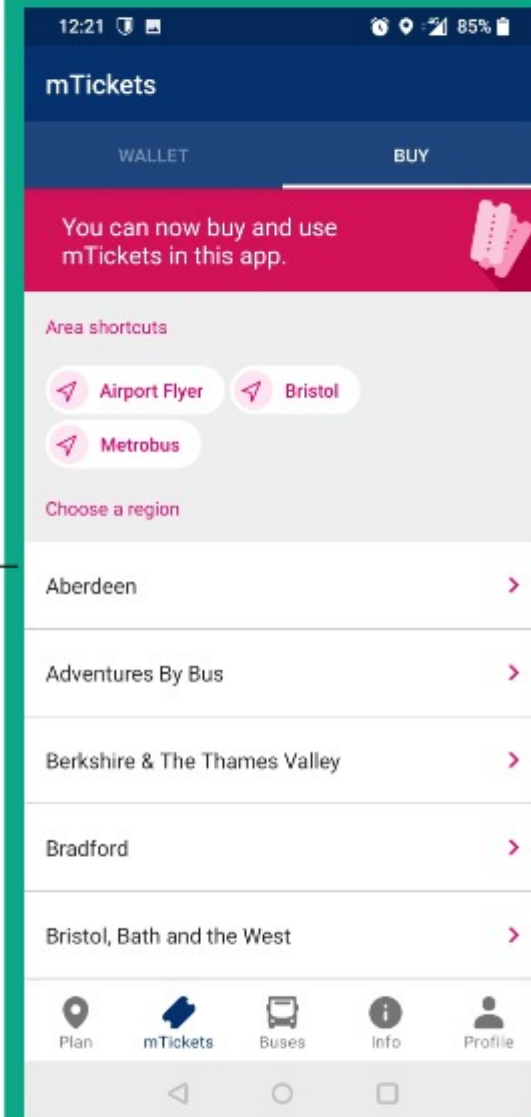 12:21 85%
mTickets
WALLET BUY
You can now buy and use
mTickets in this app.
Area shortcuts
Airport Flyer Bristol
Metrobus
Choose a region
Aberdeen
Adventures By Bus
Berkshire & The Thames Valley
Bradford
Bristol, Bath and the West
Plan mTickets Buses Info Profile